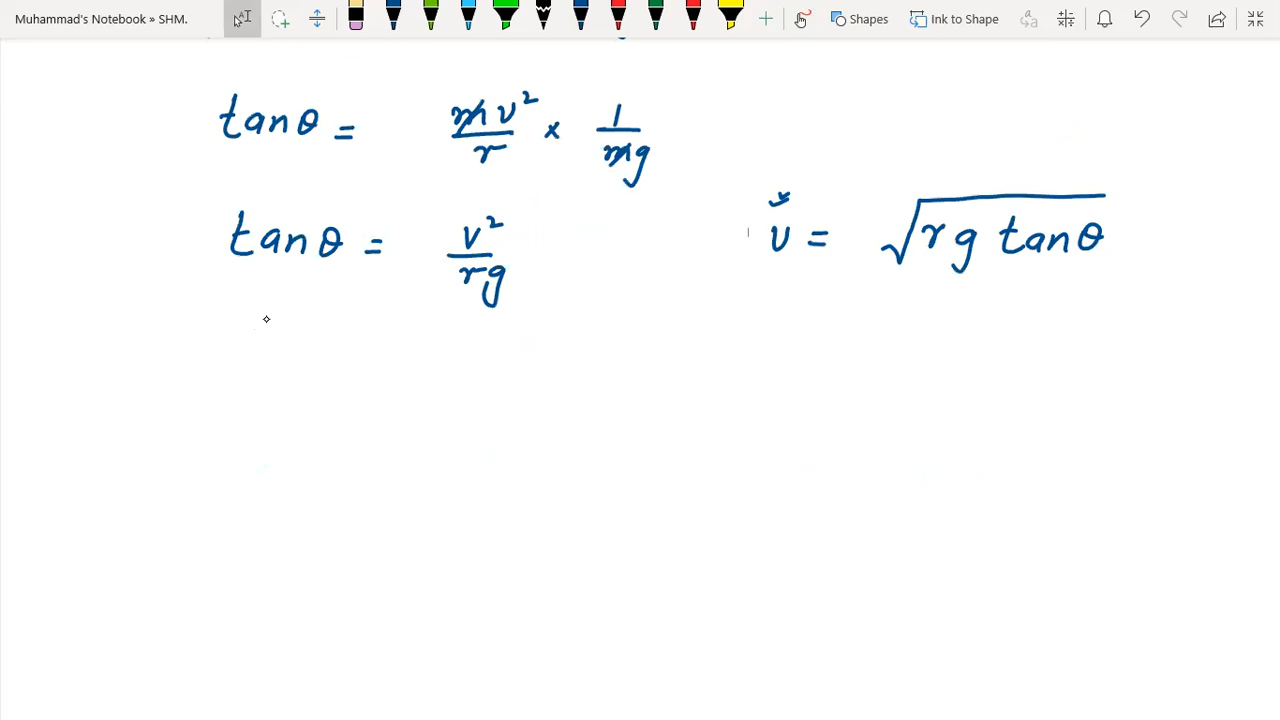 Muhammad's Notebook » SHM.
Shapes
Ink to Shape
tanθ = mv²/r × 1/mg
tanθ = v²/rg
v = √(rg tanθ)